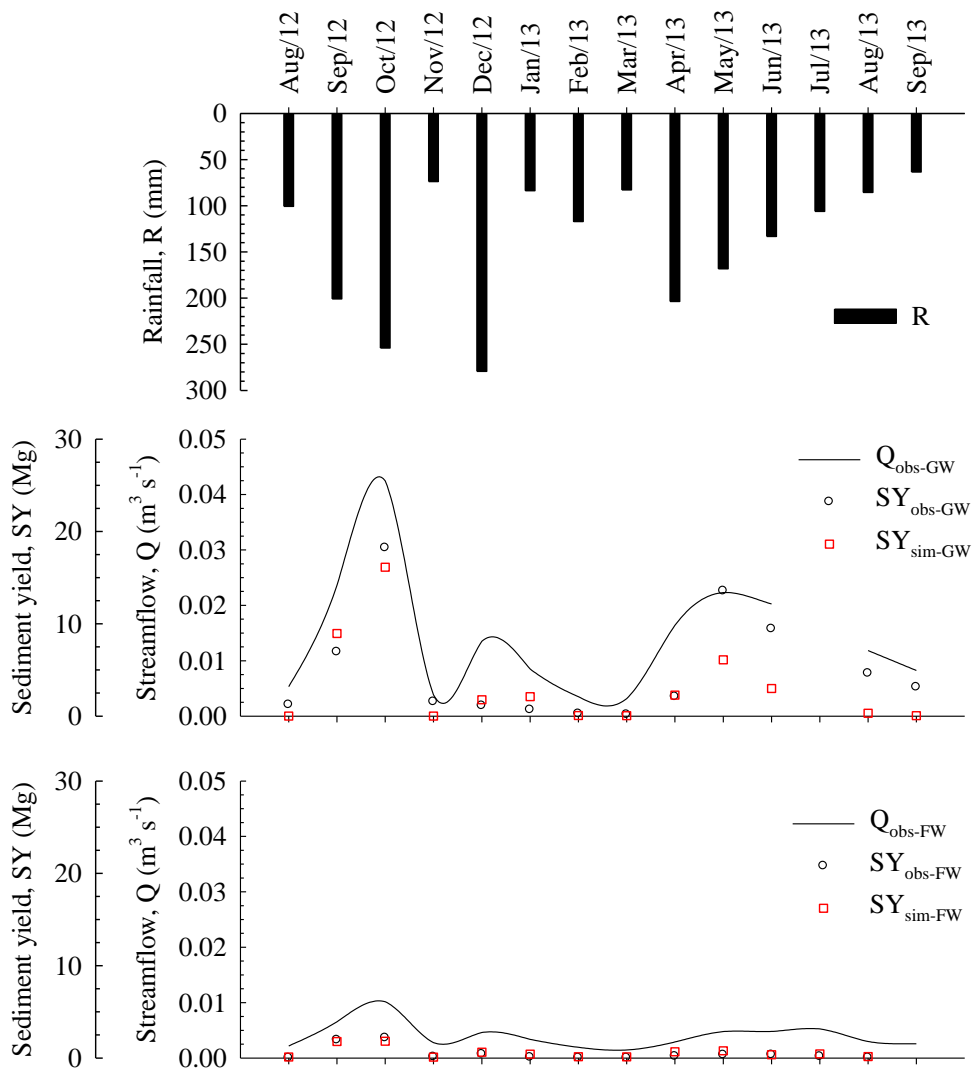 Aug/12 Sep/12 Oct/12 Nov/12 Dec/12 Jan/13 Feb/13 Mar/13 Apr/13 May/13 Jun/13 Jul/13 Aug/13 Sep/13
Rainfall, R (mm)
0
50
100
150
200
250
300
R
Sediment yield, SY (Mg)
30
20
10
0
Streamflow, Q (m³ s⁻¹)
0.05
0.04
0.03
0.02
0.01
0.00
Qobs-GW
SYobs-GW
SYsim-GW
Sediment yield, SY (Mg)
30
20
10
0
Streamflow, Q (m³ s⁻¹)
0.05
0.04
0.03
0.02
0.01
0.00
Qobs-FW
SYobs-FW
SYsim-FW